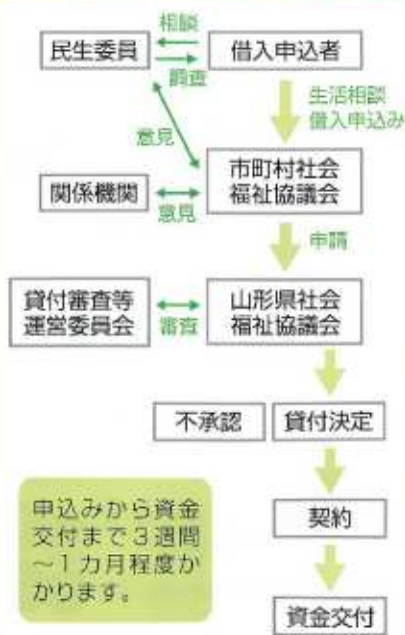 相談
民生委員
借入申込者
調査
生活相談
借入申込み
意見
市町村社会
福祉協議会
関係機関
意見
申請
貸付審査等
運営委員会
山形県社会
福祉協議会
審査
不承認
貸付決定
申込みから資金
交付まで3週間
～1カ月程度か
かります。
契約
資金交付